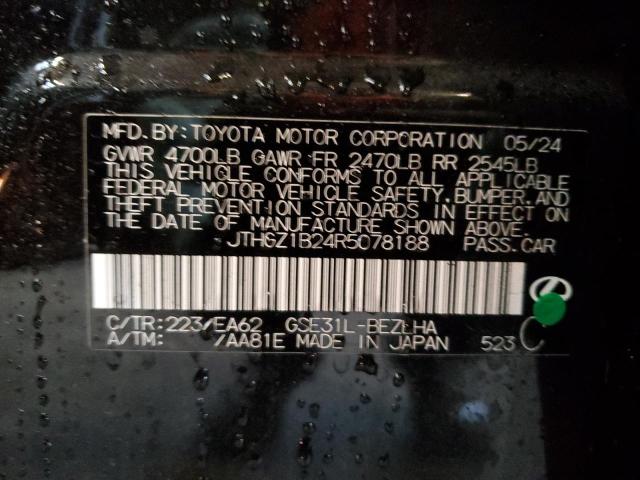 MFD.BY:TOYOTA MOTOR CORPORATION 05/24
GVWR 4700LB GAWR FR 2470LB RR 2545LB
THIS VEHICLE CONFORMS TO ALL APPLICABLE
FEDERAL MOTOR VEHICLE SAFETY,BUMPER,AND
THEFT PREVENTION STANDARDS IN EFFECT ON
THE DATE OF MANUFACTURE SHOWN ABOVE.
JTHGZ1B24R5078188 PASS.CAR
C/TR:223/EA62 GSE31L-BEZLHA
A/TM: /AA81E MADE IN JAPAN 523
C